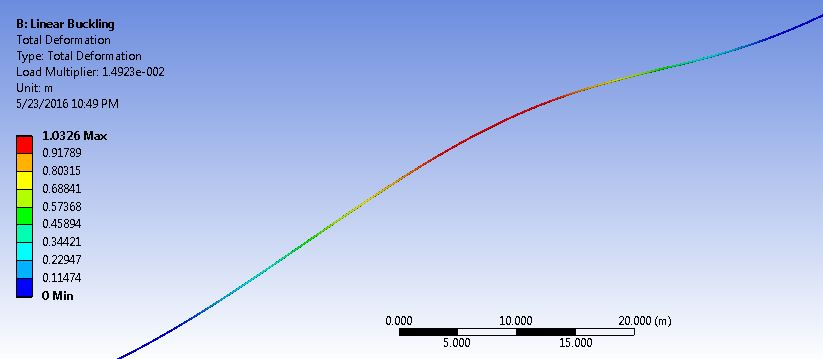 B: Linear Buckling
Total Deformation
Type: Total Deformation
Load Multiplier: 1.4923e-002
Unit: m
5/23/2016 10:49 PM
1.0326 Max
0.91789
0.80315
0.68841
0.57368
0.45894
0.34421
0.22947
0.11474
0 Min
0.000 10.000 20.000 (m)
5.000 15.000